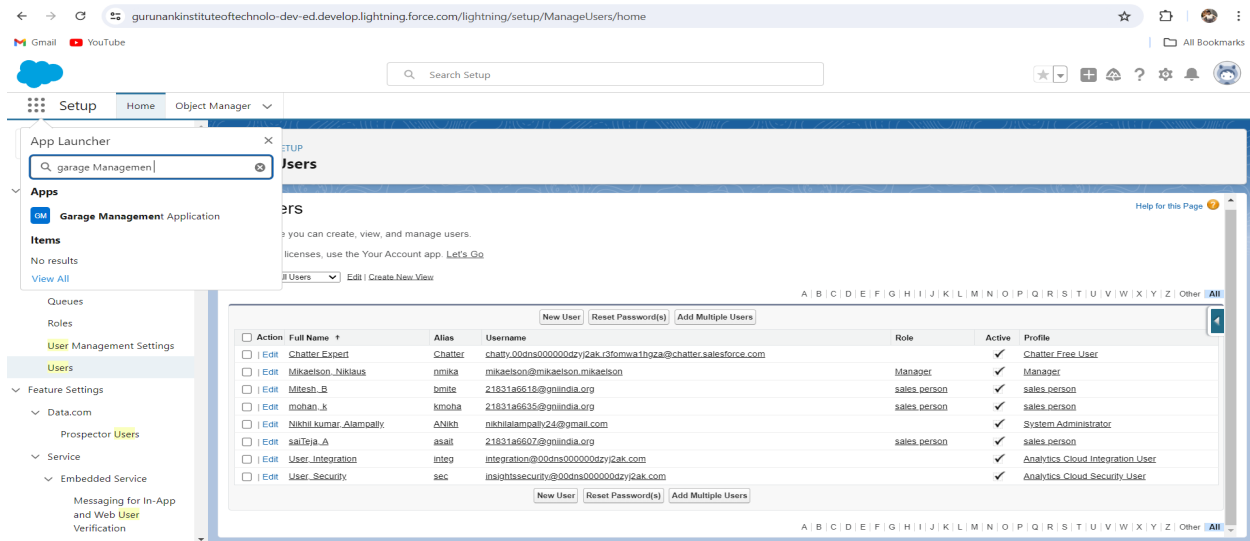 gurunankinstituteoftechnolo-dev-ed.develop.lightning.force.com/lightning/setup/ManageUsers/home
Gmail YouTube All Bookmarks
Search Setup
Setup Home Object Manager
App Launcher
garage Managemen
Apps
GM Garage Management Application
Items
No results
View All
Queues
Roles
User Management Settings
Users
Feature Settings
Data.com
Prospector Users
Service
Embedded Service
Messaging for In-App
and Web User
Verification
ETUP
Users
ers
Help for this Page
e you can create, view, and manage users.
licenses, use the Your Account app. Let's Go
ll Users Edit | Create New View
A | B | C | D | E | F | G | H | I | J | K | L | M | N | O | P | Q | R | S | T | U | V | W | X | Y | Z | Other All
New User Reset Password(s) Add Multiple Users
Action Full Name ↑ Alias Username Role Active Profile
| Edit Chatter Expert Chatter chatty.00dns000000dzyj2ak.r3fomwa1hgza@chatter.salesforce.com ✓ Chatter Free User
| Edit Mikaelson, Niklaus nmika mikaelson@mikaelson.mikaelson Manager ✓ Manager
| Edit Mitesh, B bmite 21831a6618@gniindia.org sales person ✓ sales person
| Edit mohan, k kmoha 21831a6635@gniindia.org sales person ✓ sales person
| Edit Nikhil kumar, Alampally ANikh nikhilalampally24@gmail.com ✓ System Administrator
| Edit saiTeja, A asait 21831a6607@gniindia.org sales person ✓ sales person
| Edit User, Integration integ integration@00dns000000dzyj2ak.com ✓ Analytics Cloud Integration User
| Edit User, Security sec insightssecurity@00dns000000dzyj2ak.com ✓ Analytics Cloud Security User
New User Reset Password(s) Add Multiple Users
A | B | C | D | E | F | G | H | I | J | K | L | M | N | O | P | Q | R | S | T | U | V | W | X | Y | Z | Other All